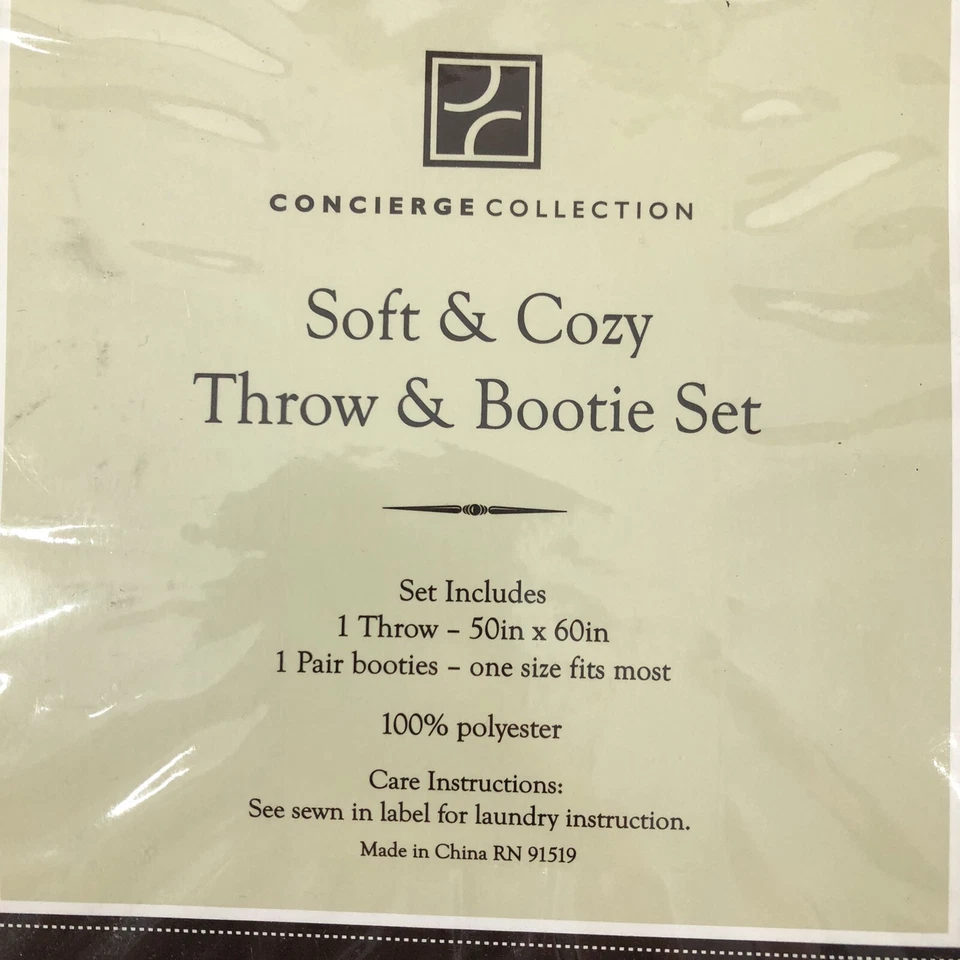 CONCIERGE COLLECTION
Soft & Cozy
Throw & Bootie Set
Set Includes
1 Throw – 50in x 60in
1 Pair booties – one size fits most
100% polyester
Care Instructions:
See sewn in label for laundry instruction.
Made in China RN 91519